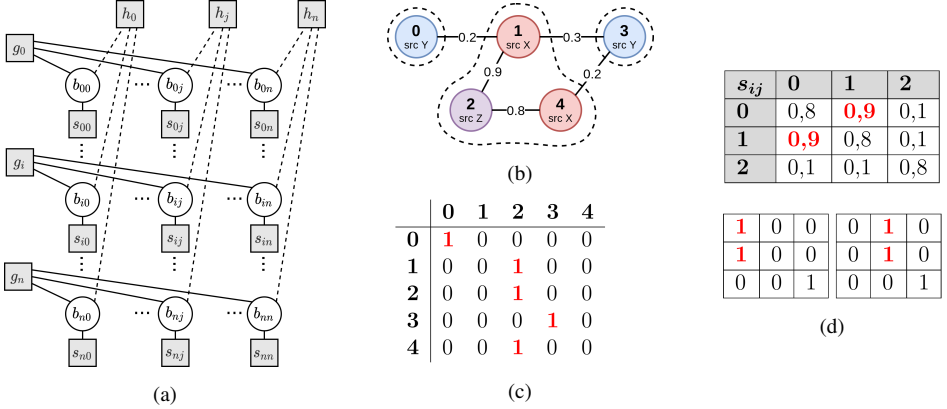 h₀ hⱼ hₙ
g₀
b₀₀ ··· b₀ⱼ ··· b₀ₙ
s₀₀ s₀ⱼ s₀ₙ
⋮ ⋮ ⋮
gᵢ
bᵢ₀ ··· bᵢⱼ ··· bᵢₙ
sᵢ₀ sᵢⱼ sᵢₙ
⋮ ⋮ ⋮
gₙ
bₙ₀ ··· bₙⱼ ··· bₙₙ
sₙ₀ sₙⱼ sₙₙ
(a)
0
src Y
0.2
1
src X
0.3
3
src Y
0.9
0.2
2
src Z
0.8
4
src X
(b)
0 1 2 3 4
0 1 0 0 0 0
1 0 0 1 0 0
2 0 0 1 0 0
3 0 0 0 1 0
4 0 0 1 0 0
(c)
sᵢⱼ 0 1 2
0 0,8 0,9 0,1
1 0,9 0,8 0,1
2 0,1 0,1 0,8
1 0 0 0 1 0
1 0 0 0 1 0
0 0 1 0 0 1
(d)